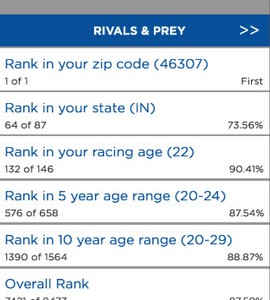 RIVALS & PREY >>
Rank in your zip code (46307)
1 of 1 First
Rank in your state (IN)
64 of 87 73.56%
Rank in your racing age (22)
132 of 146 90.41%
Rank in 5 year age range (20-24)
576 of 658 87.54%
Rank in 10 year age range (20-29)
1390 of 1564 88.87%
Overall Rank